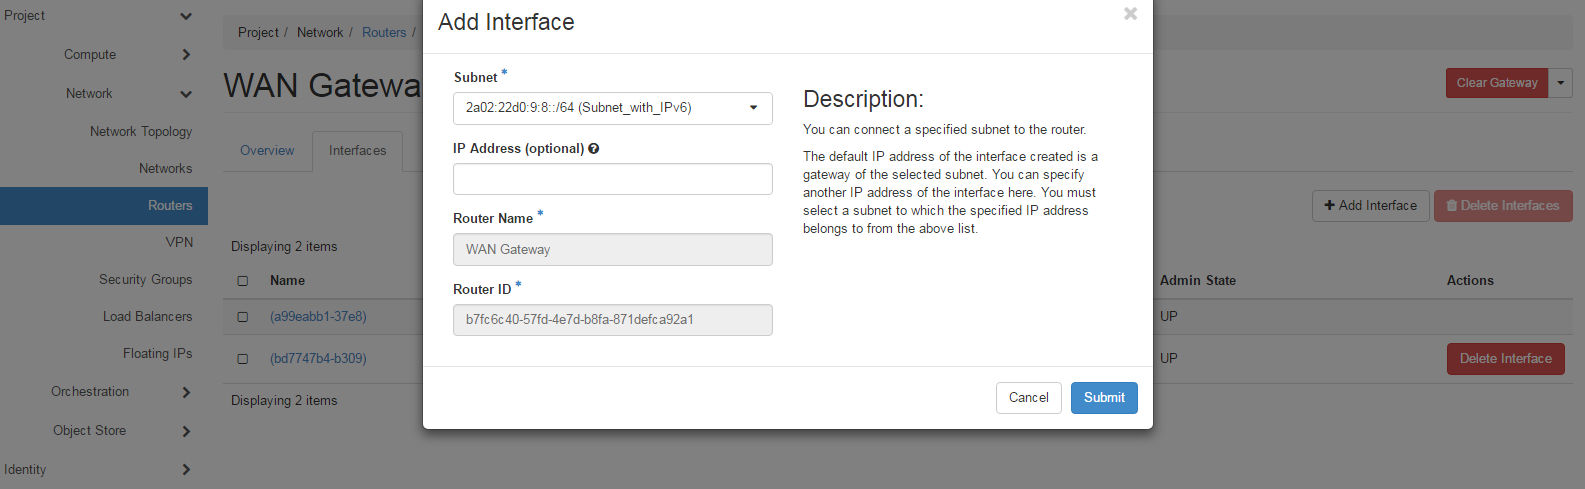 Project
Compute
Network
Network Topology
Networks
Routers
VPN
Security Groups
Load Balancers
Floating IPs
Orchestration
Object Store
Identity
Project / Network / Routers /
WAN Gatewa
Clear Gateway
Overview
Interfaces
+ Add Interface
Delete Interfaces
Displaying 2 items
Name
Admin State
Actions
(a99eabb1-37e8)
UP
(bd7747b4-b309)
UP
Delete Interface
Displaying 2 items
Add Interface
×
Subnet *
2a02:22d0:9:8::/64 (Subnet_with_IPv6)
IP Address (optional) ?
Router Name *
WAN Gateway
Router ID *
b7fc6c40-57fd-4e7d-b8fa-871defca92a1
Description:
You can connect a specified subnet to the router.
The default IP address of the interface created is a
gateway of the selected subnet. You can specify
another IP address of the interface here. You must
select a subnet to which the specified IP address
belongs to from the above list.
Cancel
Submit